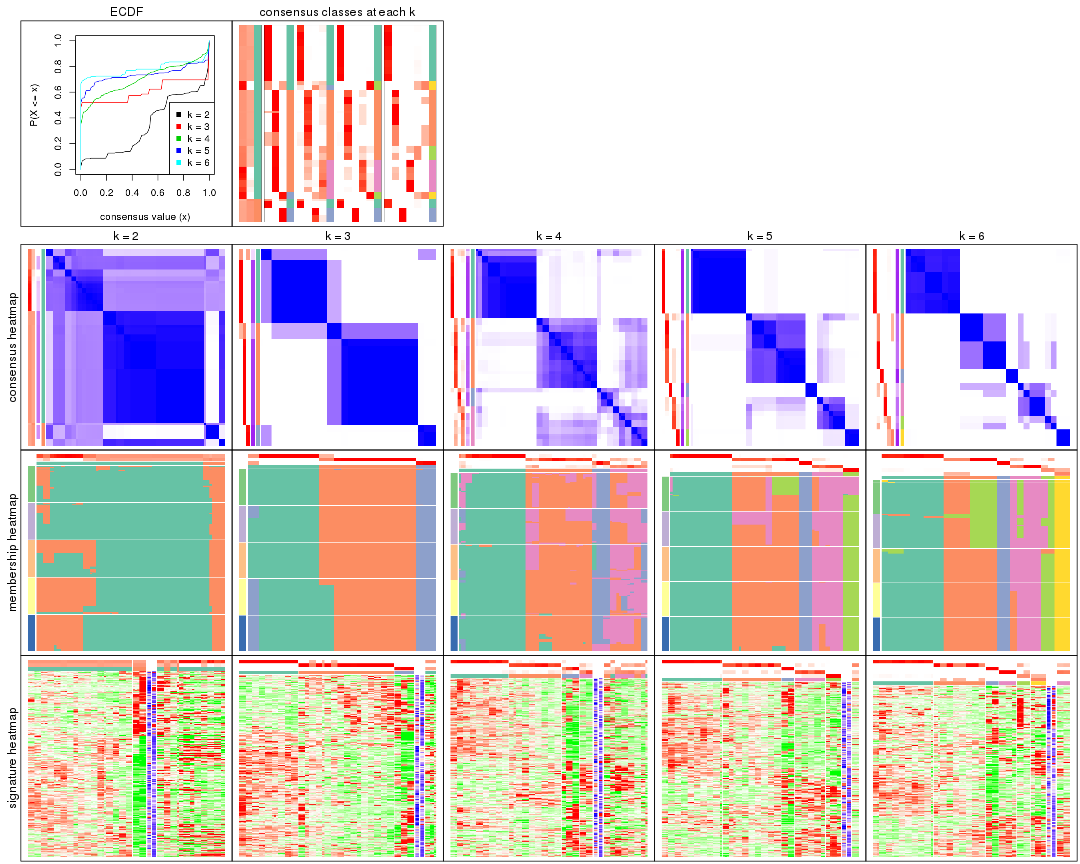 ECDF
consensus classes at each k
P(X <= x)
0.0
0.2
0.4
0.6
0.8
1.0
k = 2
k = 3
k = 4
k = 5
k = 6
0.0 0.2 0.4 0.6 0.8 1.0
consensus value (x)
k = 2
k = 3
k = 4
k = 5
k = 6
consensus heatmap
membership heatmap
signature heatmap